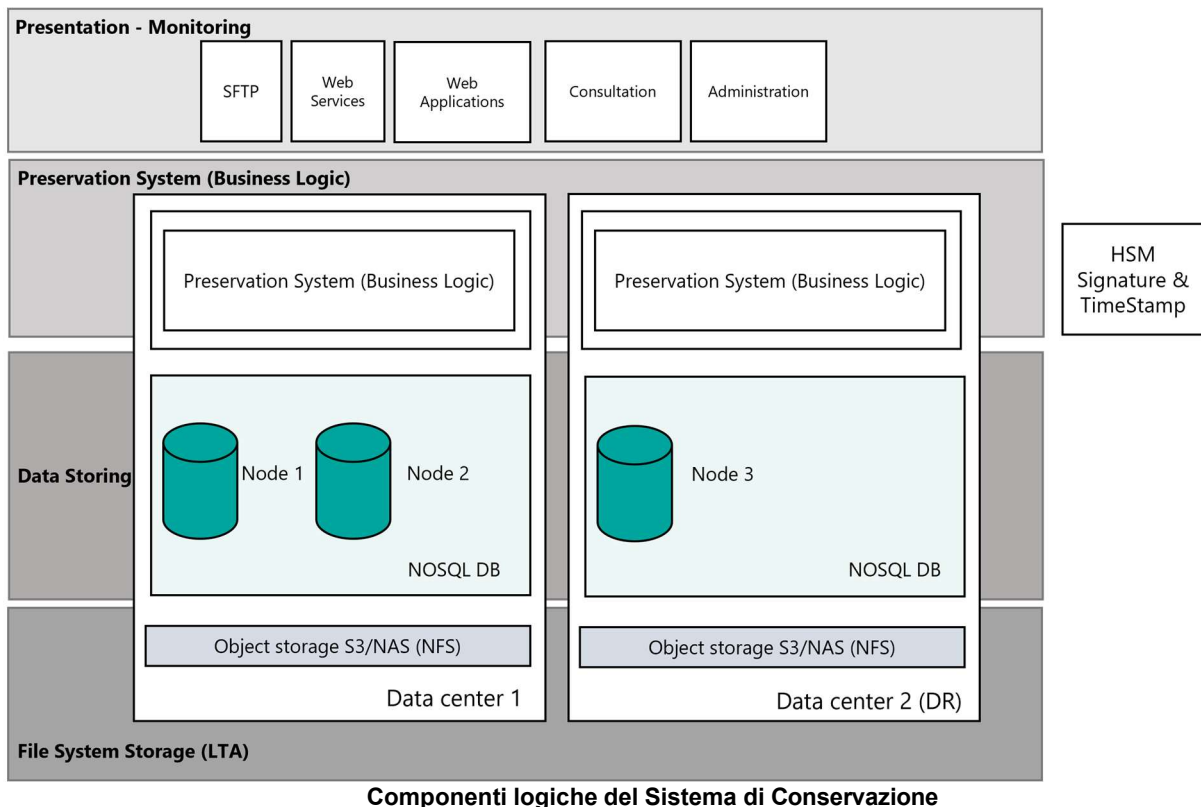 Presentation - Monitoring
SFTP
Web
Services
Web
Applications
Consultation
Administration
Preservation System (Business Logic)
Preservation System (Business Logic)
Preservation System (Business Logic)
HSM
Signature &
TimeStamp
Data Storing
Node 1
Node 2
NOSQL DB
Node 3
NOSQL DB
Object storage S3/NAS (NFS)
Data center 1
Object storage S3/NAS (NFS)
Data center 2 (DR)
File System Storage (LTA)
Componenti logiche del Sistema di Conservazione